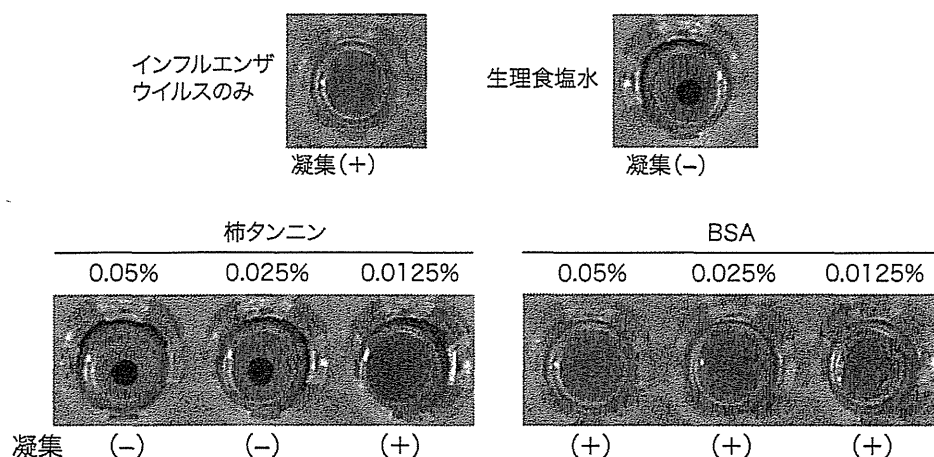 インフルエンザ
ウイルスのみ
生理食塩水
凝集(+)
凝集(-)
柿タンニン
BSA
0.05% 0.025% 0.0125%
0.05% 0.025% 0.0125%
凝集 (-) (-) (+)
(+) (+) (+)